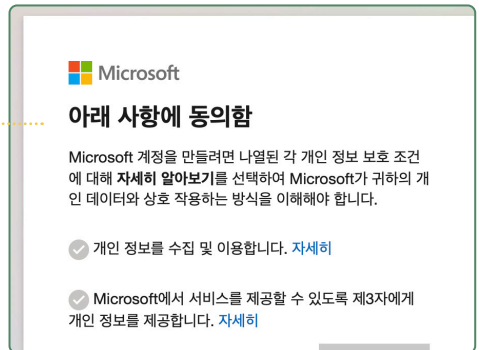 Microsoft
아래 사항에 동의함
Microsoft 계정을 만들려면 나열된 각 개인 정보 보호 조건
에 대해 자세히 알아보기를 선택하여 Microsoft가 귀하의 개
인 데이터와 상호 작용하는 방식을 이해해야 합니다.
개인 정보를 수집 및 이용합니다. 자세히
Microsoft에서 서비스를 제공할 수 있도록 제3자에게
개인 정보를 제공합니다. 자세히